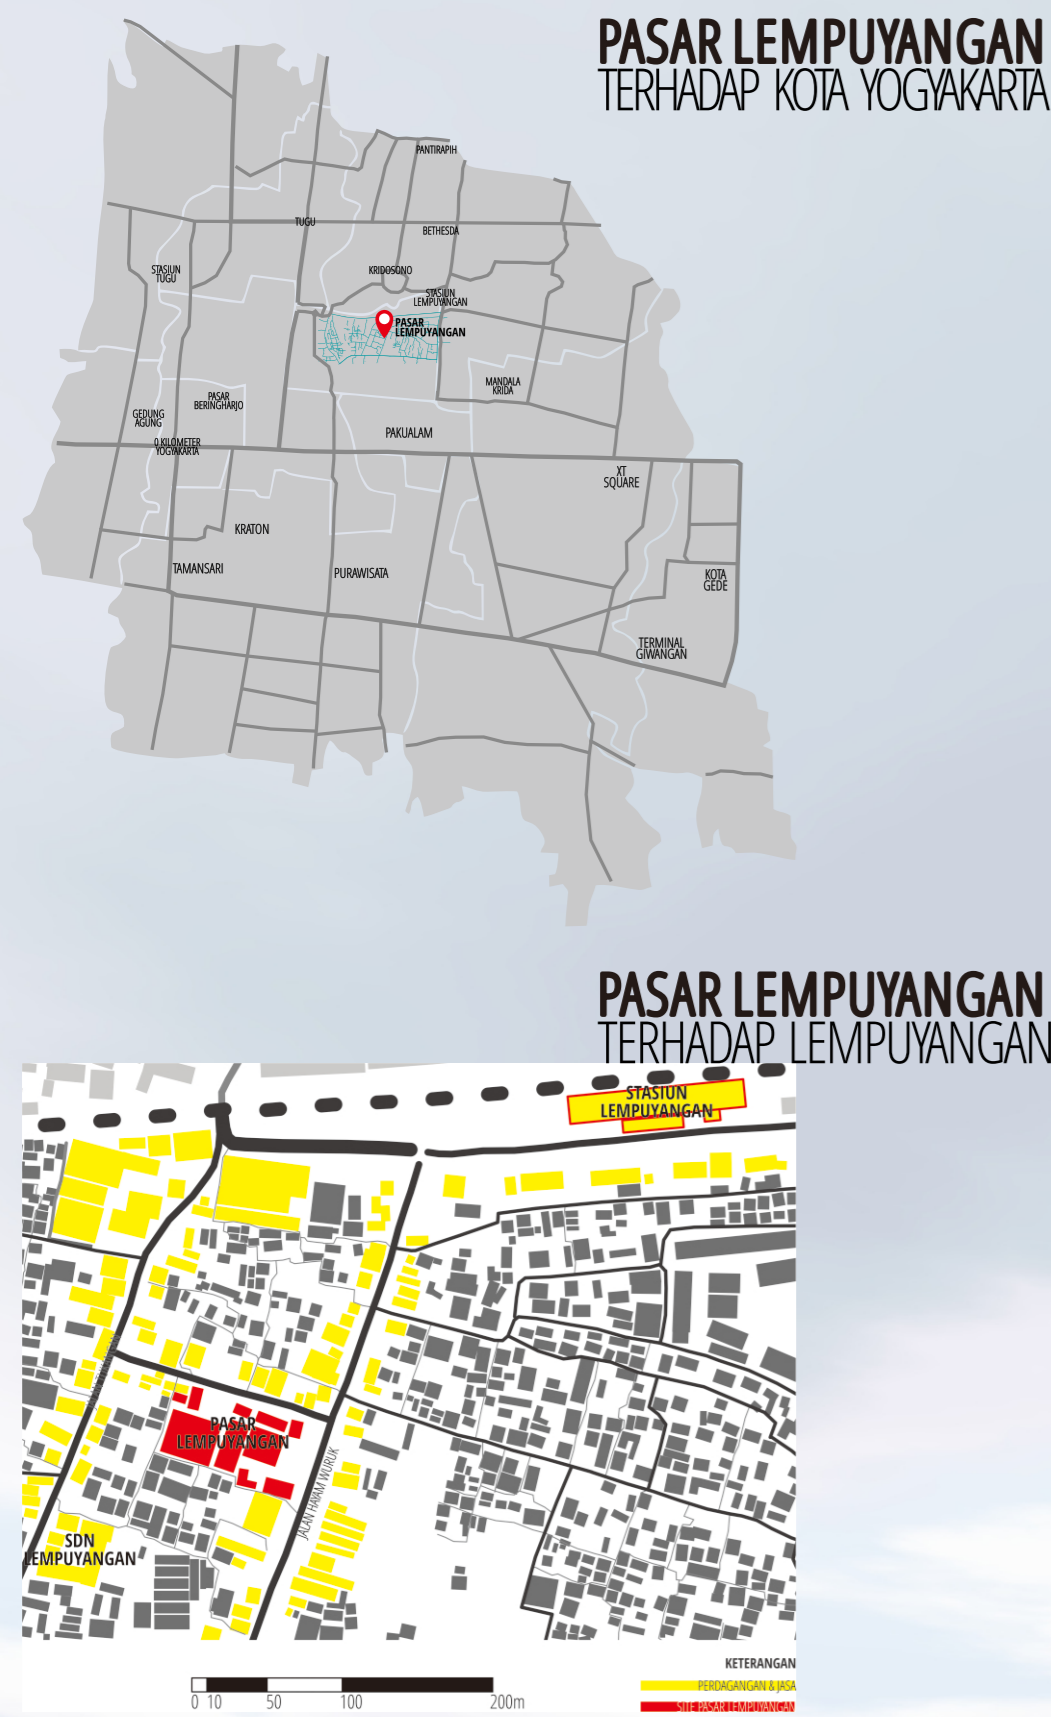 PASAR LEMPUYANGAN
TERHADAP KOTA YOGYAKARTA
PANTIRAPIH
TUGU
BETHESDA
STASIUN
TUGU
KRIDOSONO
STASIUN
LEMPUYANGAN
PASAR
LEMPUYANGAN
MANDALA
KRIDA
PASAR
BERINGHARJO
GEDUNG
AGUNG
PAKUALAM
0 KILOMETER
YOGYAKARTA
XT
SQUARE
KRATON
TAMANSARI
PURAWISATA
KOTA
GEDE
TERMINAL
GIWANGAN
PASAR LEMPUYANGAN
TERHADAP LEMPUYANGAN
STASIUN
LEMPUYANGAN
PASAR
LEMPUYANGAN
JALAN HAYAM WURUK
SDN
LEMPUYANGAN
KETERANGAN
PERDAGANGAN & JASA
SITE PASAR LEMPUYANGAN
0 10 50 100 200m